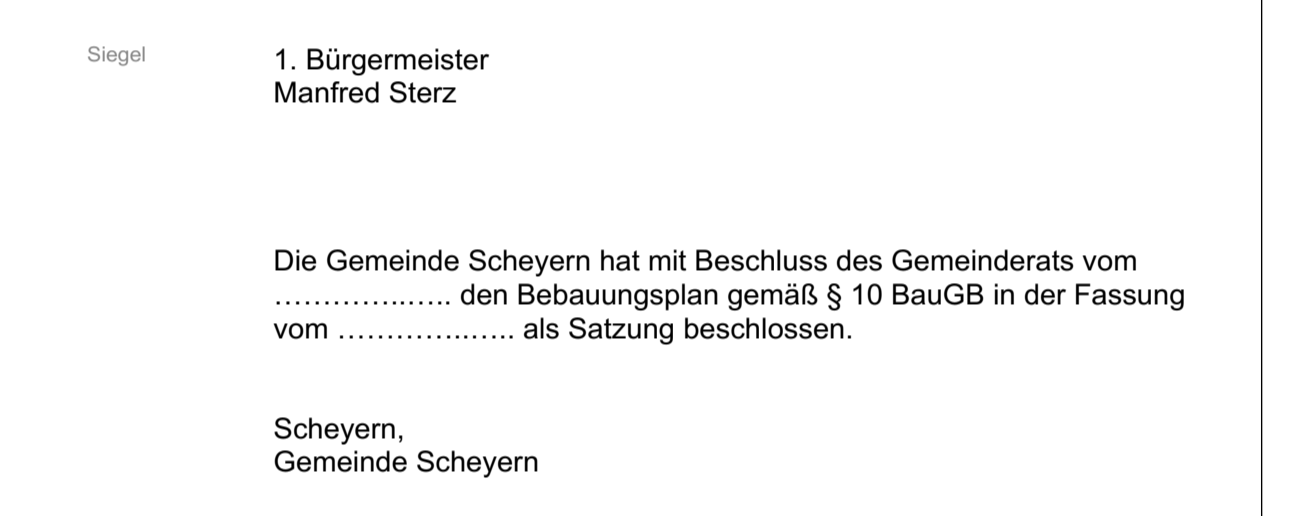 Siegel
1. Bürgermeister
Manfred Sterz
Die Gemeinde Scheyern hat mit Beschluss des Gemeinderats vom
………………….. den Bebauungsplan gemäß § 10 BauGB in der Fassung
vom ………………….. als Satzung beschlossen.
Scheyern,
Gemeinde Scheyern